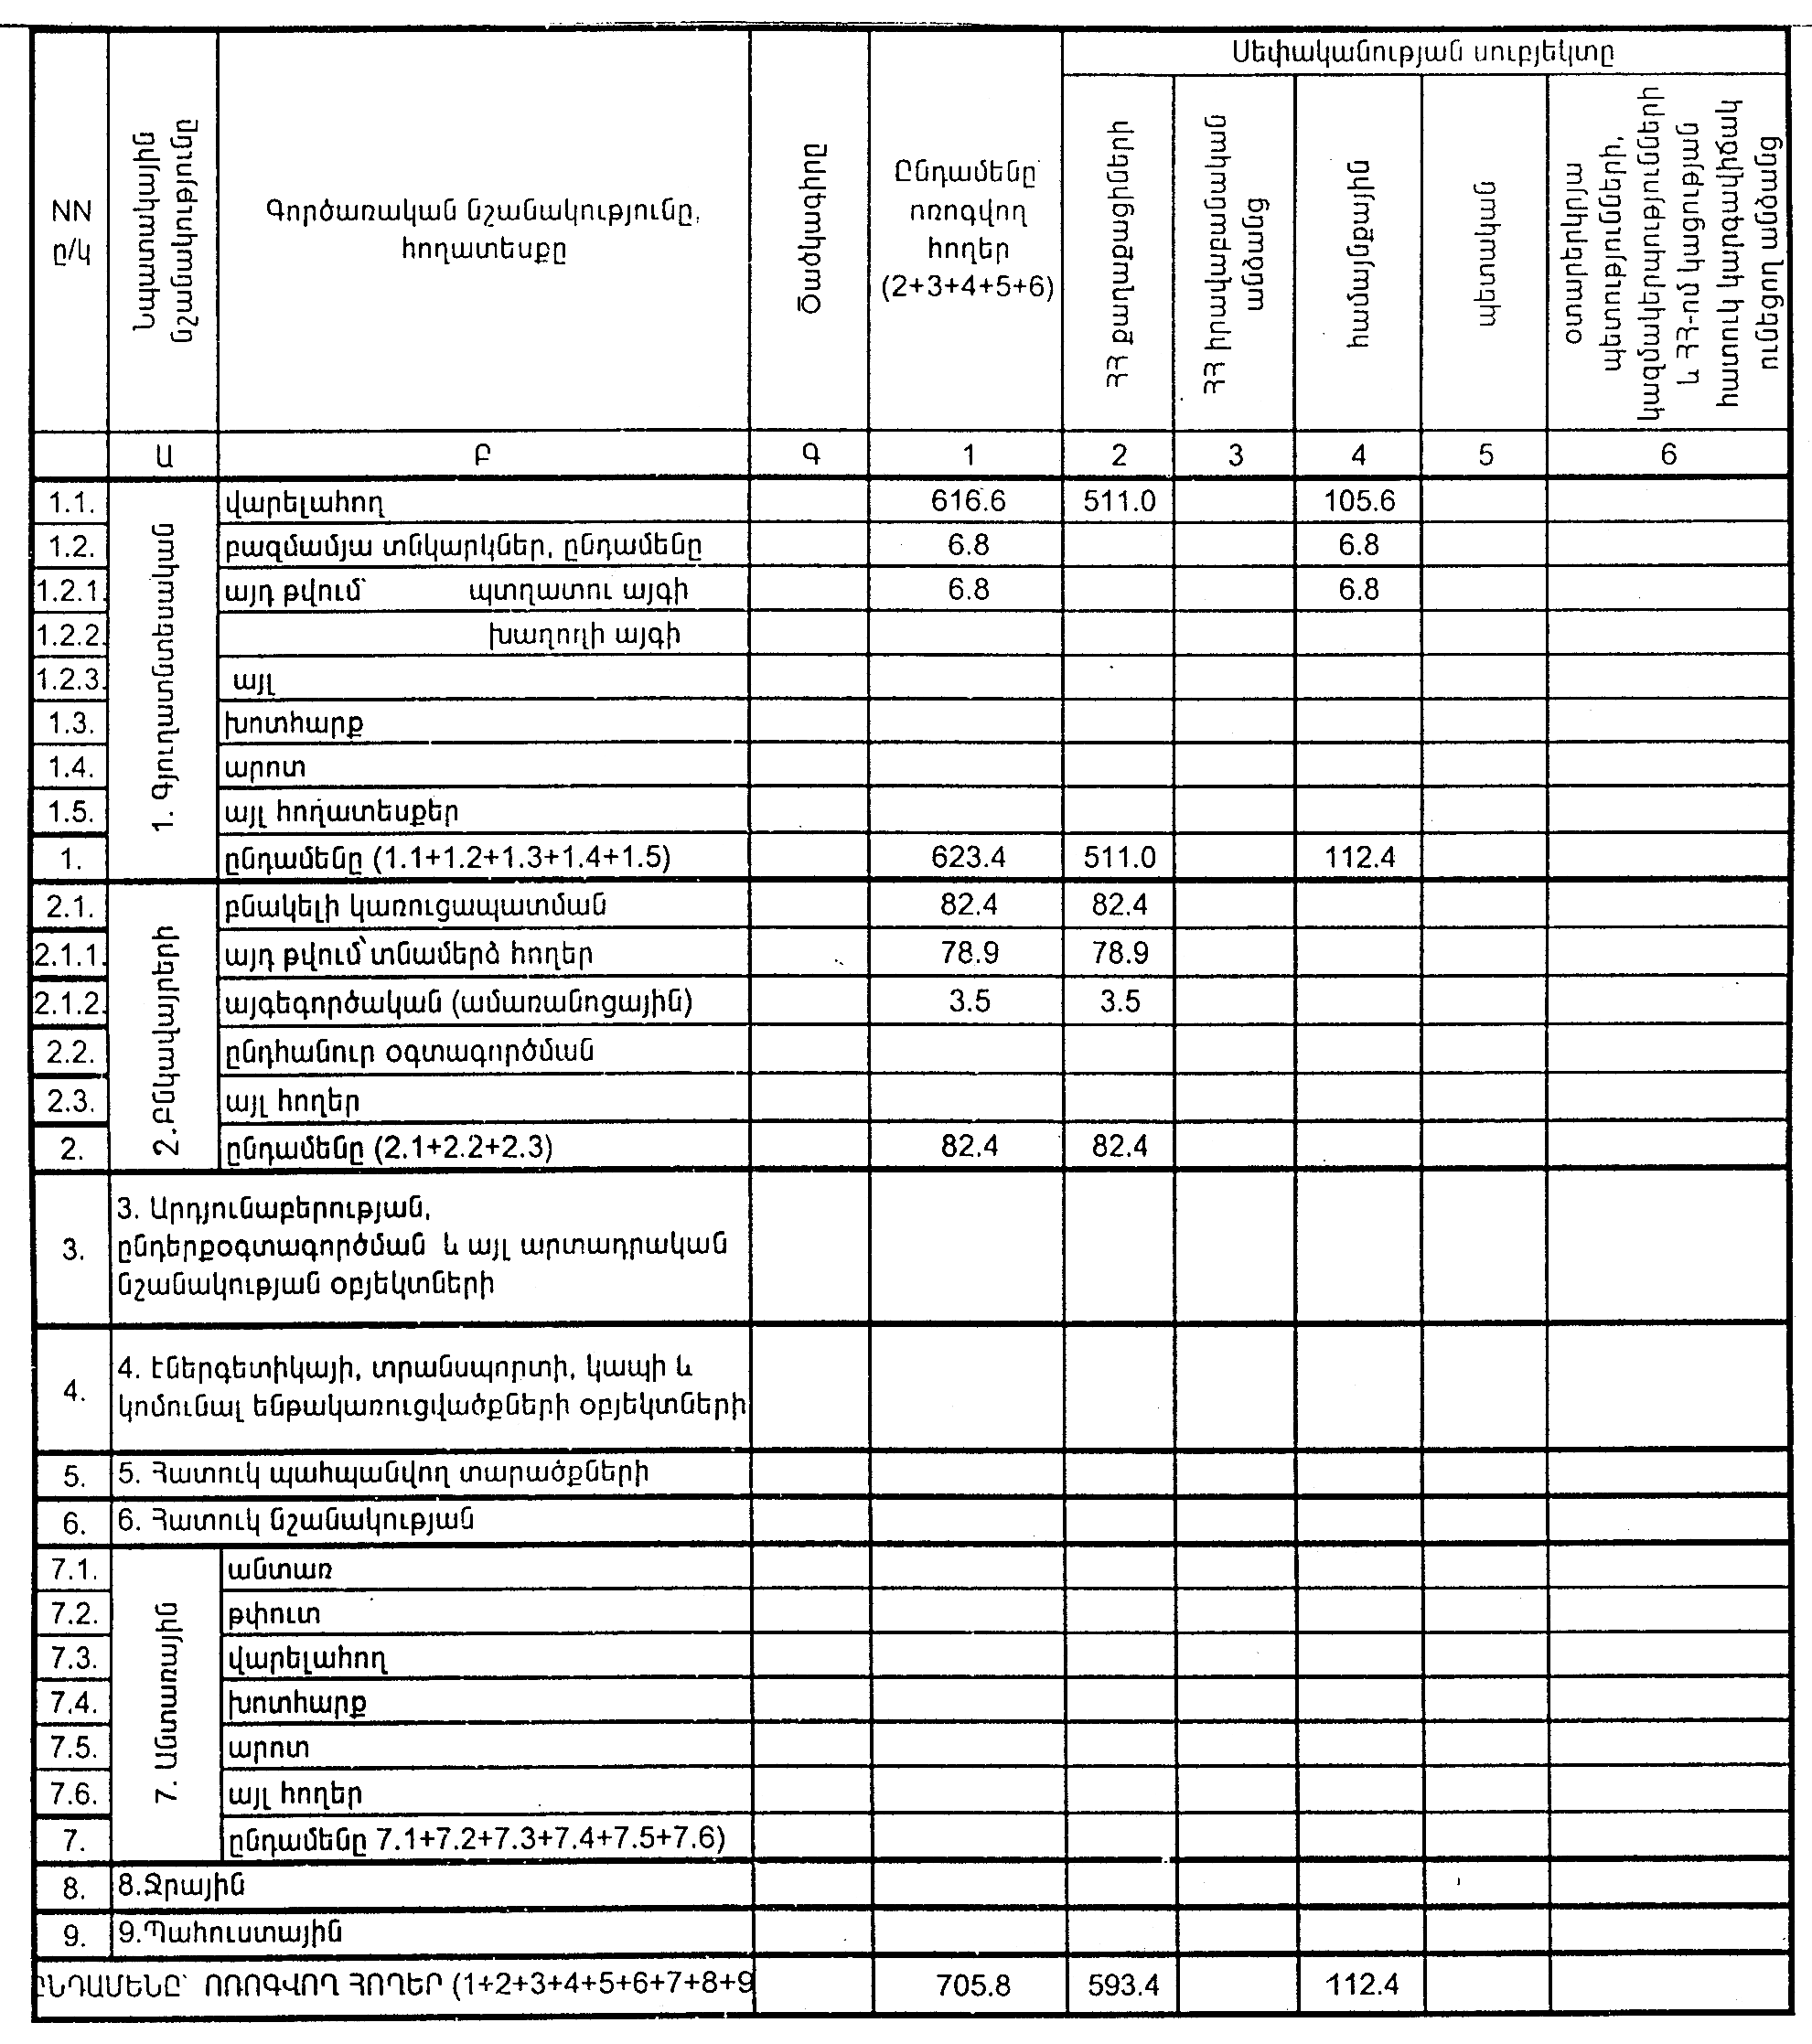 Սեփականության սուբյեկտը
NN ը/կ
Նպատակային նշանակությունը
Գործառական նշանակությունը, հողատեսքը
Ծածկագիրը
Ընդամենը՝ ոռոգվող հողեր (2+3+4+5+6)
ՀՀ քաղաքացիների
ՀՀ իրավաբանական անձանց
համայնքային
պետական
օտարերկրյա պետությունների, կազմակերպությունների և ՀՀ-ում կացության հատուկ կարգավիճակ ունեցող անձանց
Ա Բ Գ 1 2 3 4 5 6
1. Գյուղատնտեսական
1.1. վարելահող 616.6 511.0 105.6
1.2. բազմամյա տնկարկներ, ընդամենը 6.8 6.8
1.2.1. այդ թվում՝ պտղատու այգի 6.8 6.8
1.2.2. խաղողի այգի
1.2.3. այլ
1.3. խոտհարք
1.4. արոտ
1.5. այլ հողատեսքեր
1. ընդամենը (1.1+1.2+1.3+1.4+1.5) 623.4 511.0 112.4
2.Բնկավայրերի
2.1. բնակելի կառուցապատման 82.4 82.4
2.1.1. այդ թվում՝ տնամերձ հողեր 78.9 78.9
2.1.2. այգեգործական (ամառանոցային) 3.5 3.5
2.2. ընդհանուր օգտագործման
2.3. այլ հողեր
2. ընդամենը (2.1+2.2+2.3) 82.4 82.4
3. 3. Արդյունաբերության,
ընդերքօգտագործման և այլ արտադրական
նշանակության օբյեկտների
4. 4. Էներգետիկայի, տրանսպորտի, կապի և
կոմունալ ենթակառուցվածքների օբյեկտների
5. 5. Հատուկ պահպանվող տարածքների
6. 6. Հատուկ նշանակության
7. Անտառային
7.1. անտառ
7.2. թփուտ
7.3. վարելահող
7.4. խոտհարք
7.5. արոտ
7.6. այլ հողեր
7. ընդամենը 7.1+7.2+7.3+7.4+7.5+7.6)
8. 8.Ջրային
9. 9.Պահուստային
ԸՆԴԱՄԵՆԸ՝ ՈՌՈԳՎՈՂ ՀՈՂԵՐ (1+2+3+4+5+6+7+8+9 705.8 593.4 112.4